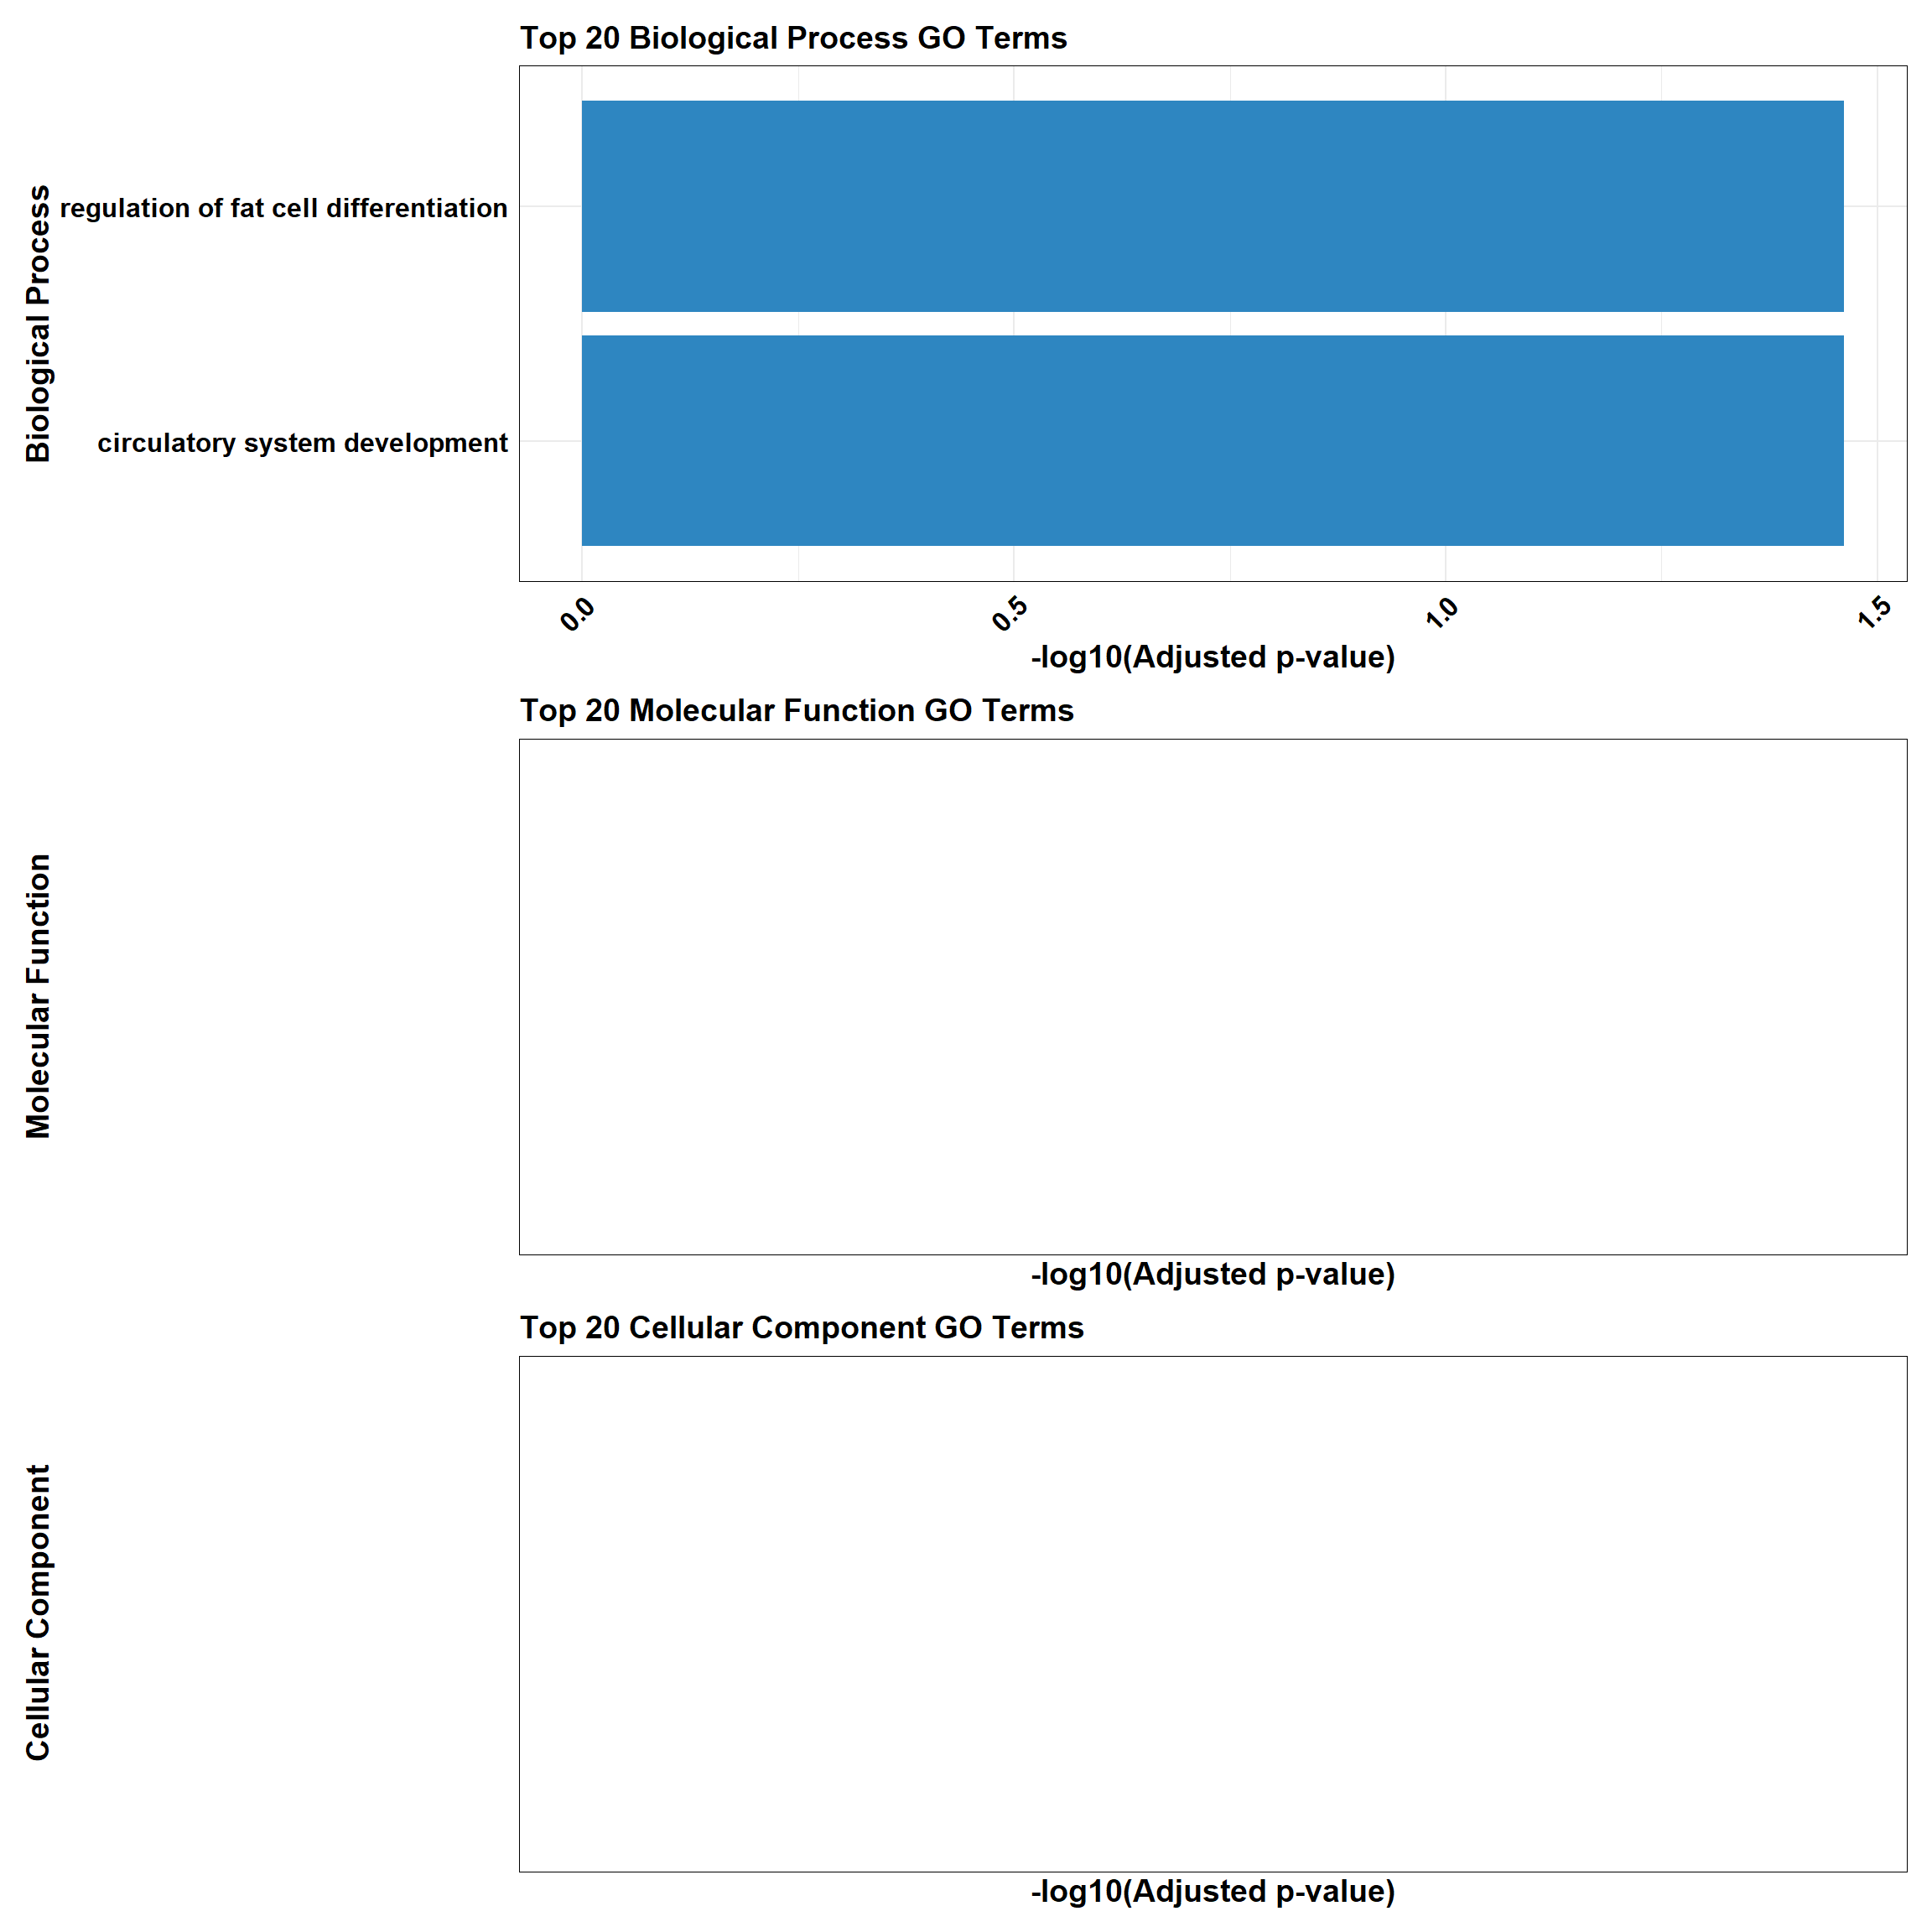 Top 20 Biological Process GO Terms
Biological Process
regulation of fat cell differentiation
circulatory system development
0.0
0.5
1.0
1.5
-log10(Adjusted p-value)
Top 20 Molecular Function GO Terms
Molecular Function
-log10(Adjusted p-value)
Top 20 Cellular Component GO Terms
Cellular Component
-log10(Adjusted p-value)